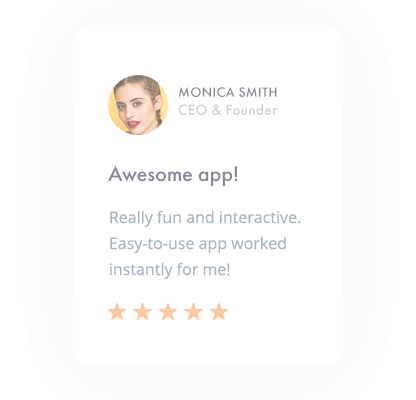 MONICA SMITH
CEO & Founder
Awesome app!
Really fun and interactive.
Easy-to-use app worked
instantly for me!